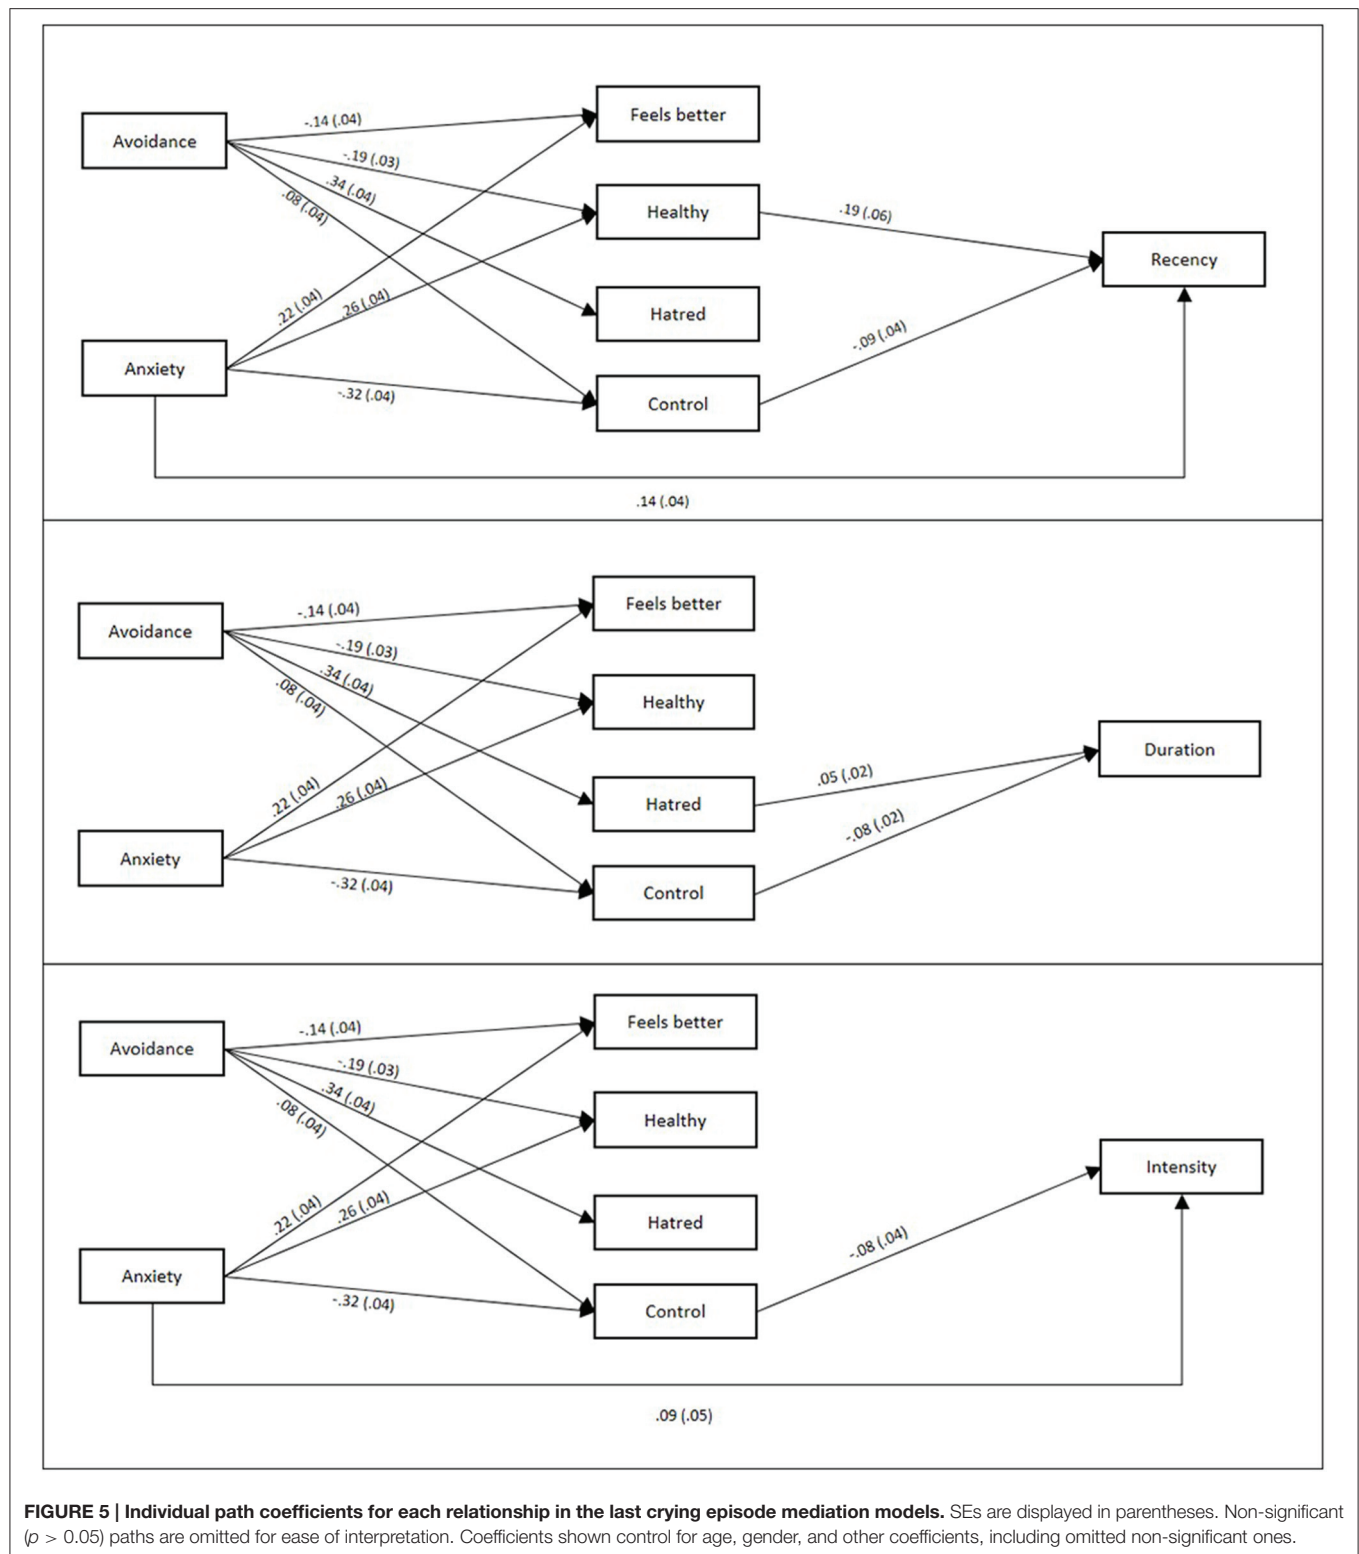 Avoidance
Anxiety
-.14 (.04)
-.19 (.03)
.34 (.04)
.08 (.04)
.22 (.04)
.26 (.04)
-.32 (.04)
Feels better
Healthy
Hatred
Control
.19 (.06)
-.09 (.04)
Recency
.14 (.04)
Avoidance
Anxiety
-.14 (.04)
-.19 (.03)
.34 (.04)
.08 (.04)
.22 (.04)
.26 (.04)
-.32 (.04)
Feels better
Healthy
Hatred
Control
.05 (.02)
-.08 (.02)
Duration
Avoidance
Anxiety
-.14 (.04)
-.19 (.03)
.34 (.04)
.08 (.04)
.22 (.04)
.26 (.04)
-.32 (.04)
Feels better
Healthy
Hatred
Control
-.08 (.04)
Intensity
.09 (.05)
FIGURE 5 | Individual path coefficients for each relationship in the last crying episode mediation models. SEs are displayed in parentheses. Non-significant
(p > 0.05) paths are omitted for ease of interpretation. Coefficients shown control for age, gender, and other coefficients, including omitted non-significant ones.